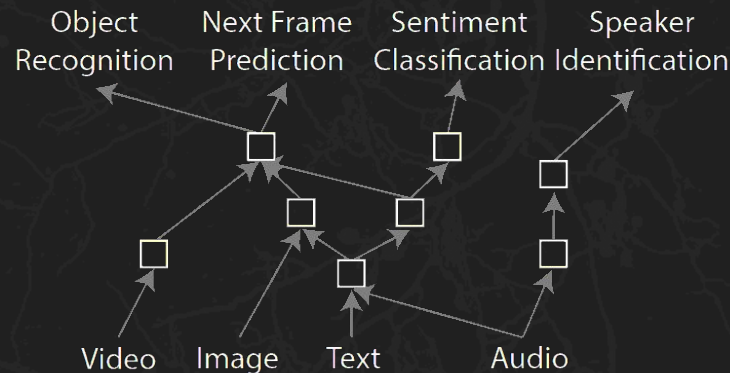 Object Recognition
Next Frame Prediction
Sentiment Classification
Speaker Identification
Video
Image
Text
Audio